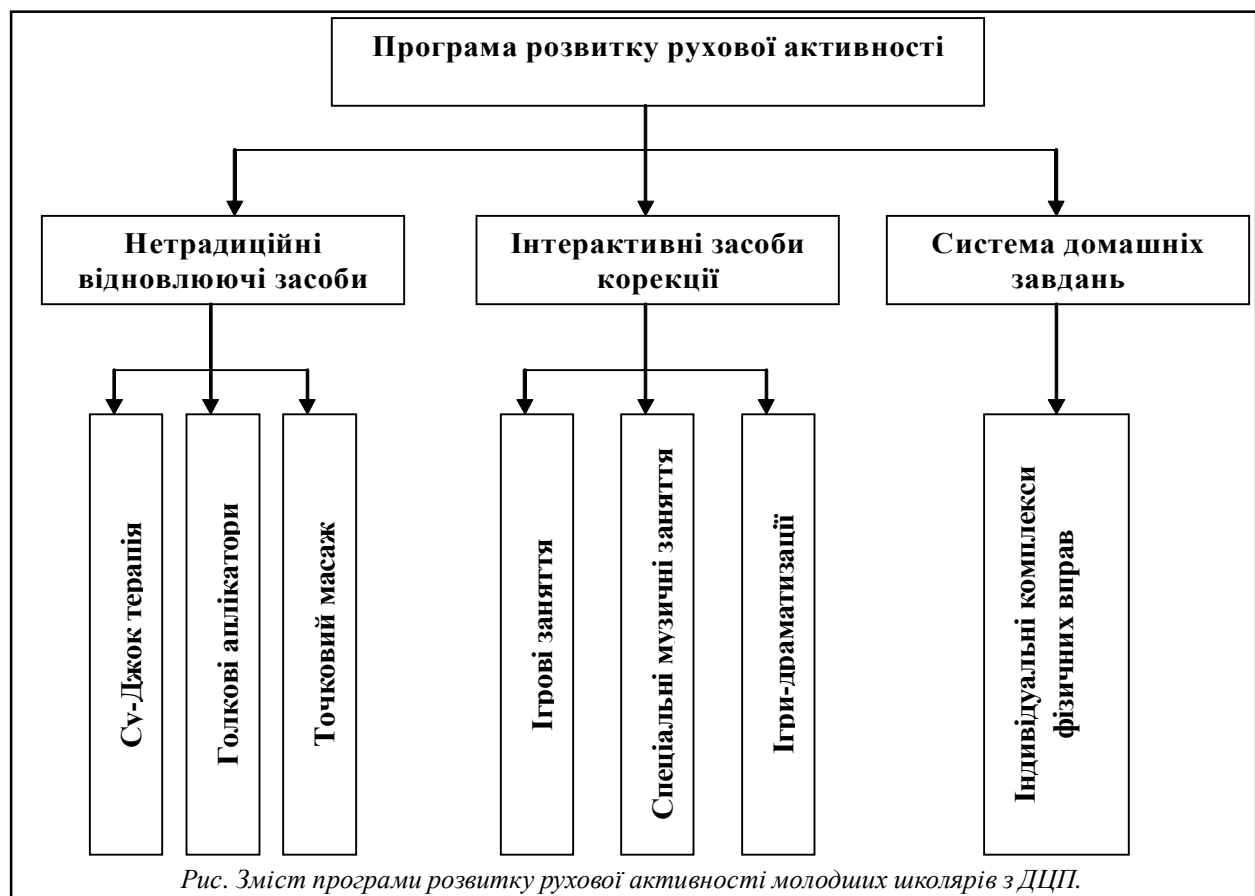 Програма розвитку рухової активності
Нетрадиційні
відновлюючі засоби
Інтерактивні засоби
корекції
Система домашніх
завдань
Су-Джок терапія
Голкові аплікатори
Точковий масаж
Ігрові заняття
Спеціальні музичні заняття
Ігри-драматизації
Індивідуальні комплекси
фізичних вправ
Рис. Зміст програми розвитку рухової активності молодших школярів з ДЦП.